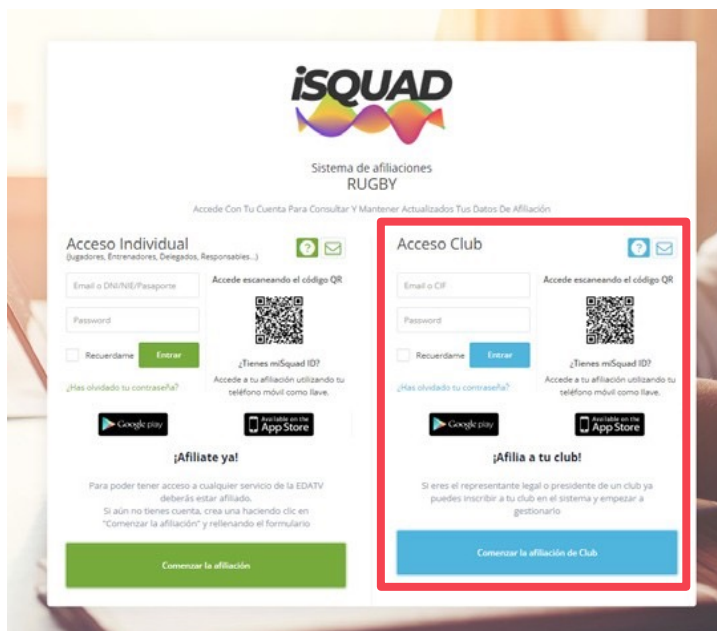 iSQUAD
Sistema de afiliaciones
RUGBY
Accede Con Tu Cuenta Para Consultar Y Mantener Actualizados Tus Datos De Afiliación
Acceso Individual
(Jugadores, Entrenadores, Delegados, Responsables...)
?
Email o DNI/NIE/Pasaporte
Password
Recuerdame
Entrar
¿Has olvidado tu contraseña?
Accede escaneando el código QR
¿Tienes miSquad ID?
Accede a tu afiliación utilizando tu
teléfono móvil como llave.
Google play
Available on the
App Store
¡Afiliate ya!
Para poder tener acceso a cualquier servicio de la EDATV
deberás estar afiliado.
Si aún no tienes cuenta, crea una haciendo clic en
"Comenzar la afiliación" y rellenando el formulario
Comenzar la afiliación
Acceso Club
?
Email o CIF
Password
Recuerdame
Entrar
¿Has olvidado tu contraseña?
Accede escaneando el código QR
¿Tienes miSquad ID?
Accede a tu afiliación utilizando tu
teléfono móvil como llave.
Google play
Available on the
App Store
¡Afilia a tu club!
Si eres el representante legal o presidente de un club ya
puedes inscribir a tu club en el sistema y empezar a
gestionarlo
Comenzar la afiliación de Club